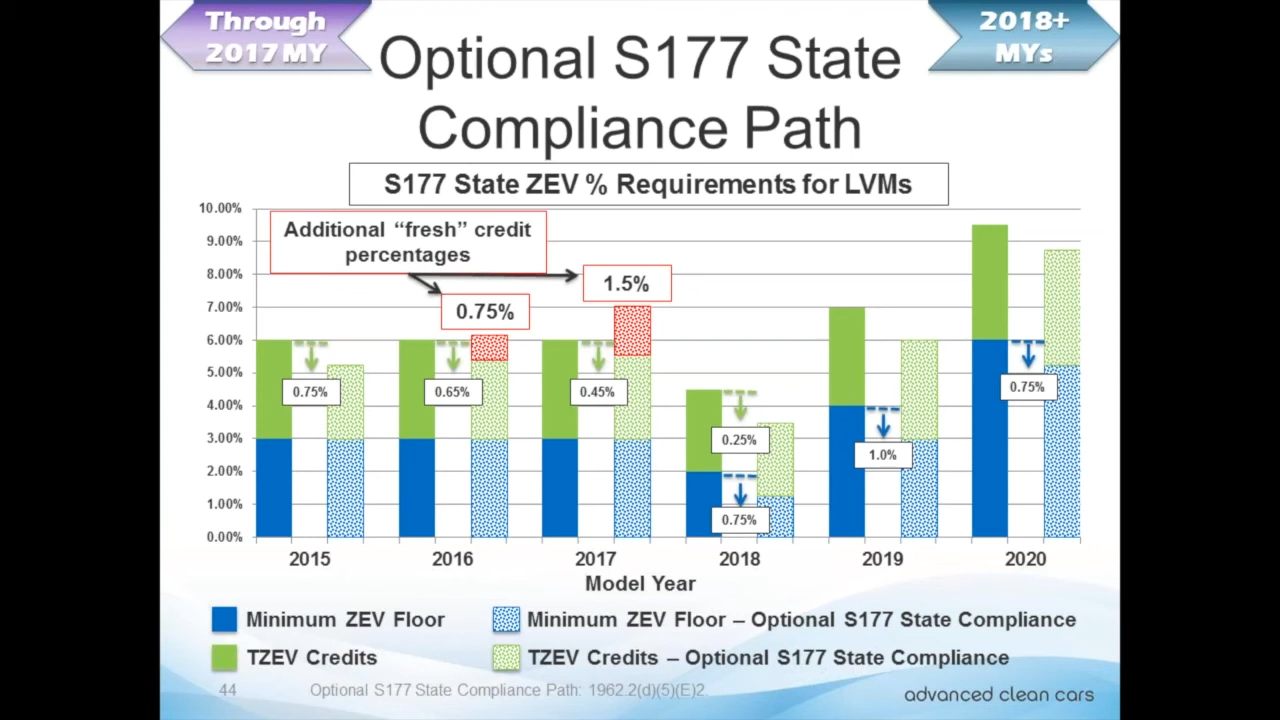 Through
2017 MY
2018+
MYs
Optional S177 State
Compliance Path
S177 State ZEV % Requirements for LVMs
10.00%
9.00%
8.00%
7.00%
6.00%
5.00%
4.00%
3.00%
2.00%
1.00%
0.00%
Additional “fresh” credit
percentages
0.75%
1.5%
0.75%
0.65%
0.45%
0.25%
0.75%
1.0%
0.75%
2015
2016
2017
2018
2019
2020
Model Year
Minimum ZEV Floor
Minimum ZEV Floor – Optional S177 State Compliance
TZEV Credits
TZEV Credits – Optional S177 State Compliance
44
Optional S177 State Compliance Path: 1962.2(d)(5)(E)2.
advanced clean cars